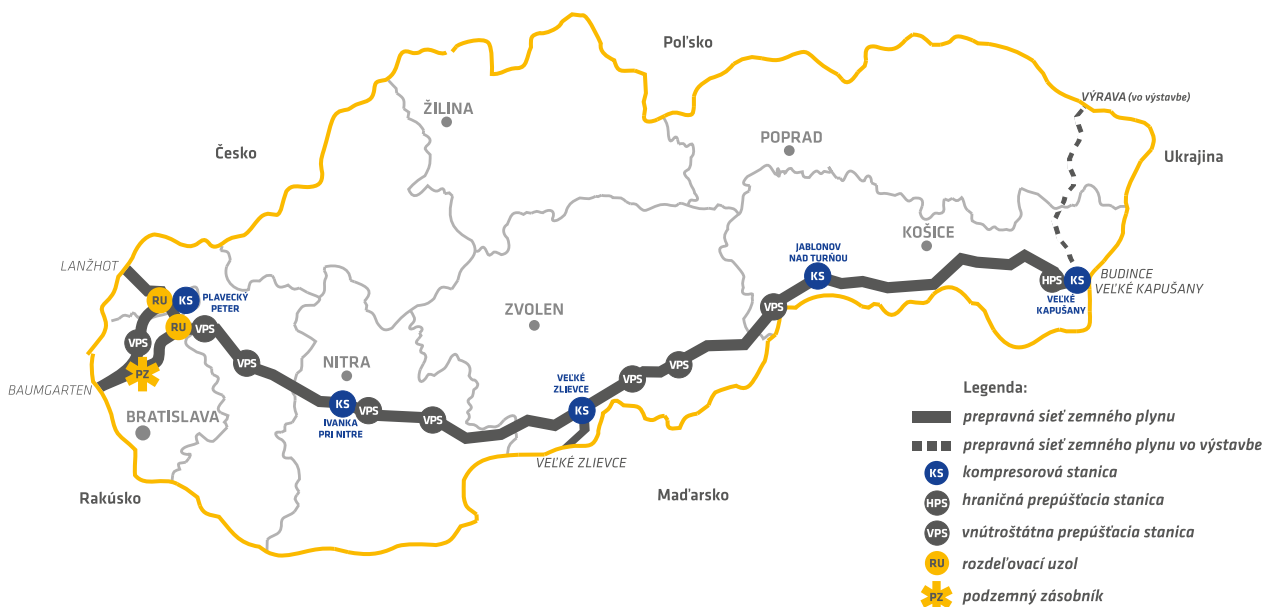 Poľsko
VÝRAVA (vo výstavbe)
ŽILINA
POPRAD
Česko
Ukrajina
KOŠICE
JABLONOV
NAD TURŇOU
KS
LANŽHOT
BUDINCE
VEĽKÉ KAPUŠANY
HPS
KS
VEĽKÉ
KAPUŠANY
RU
KS
PLAVECKÝ
PETER
ZVOLEN
VPS
RU
VPS
VPS
VPS
PZ
NITRA
VPS
VPS
VEĽKÉ
ZLIEVCE
BAUMGARTEN
KS
VPS
KS
IVANKA
PRI NITRE
BRATISLAVA
VPS
VEĽKÉ ZLIEVCE
Rakúsko
Maďarsko
Legenda:
prepravná sieť zemného plynu
prepravná sieť zemného plynu vo výstavbe
KS kompresorová stanica
HPS hraničná prepúšťacia stanica
VPS vnútroštátna prepúšťacia stanica
RU rozdeľovací uzol
PZ podzemný zásobník